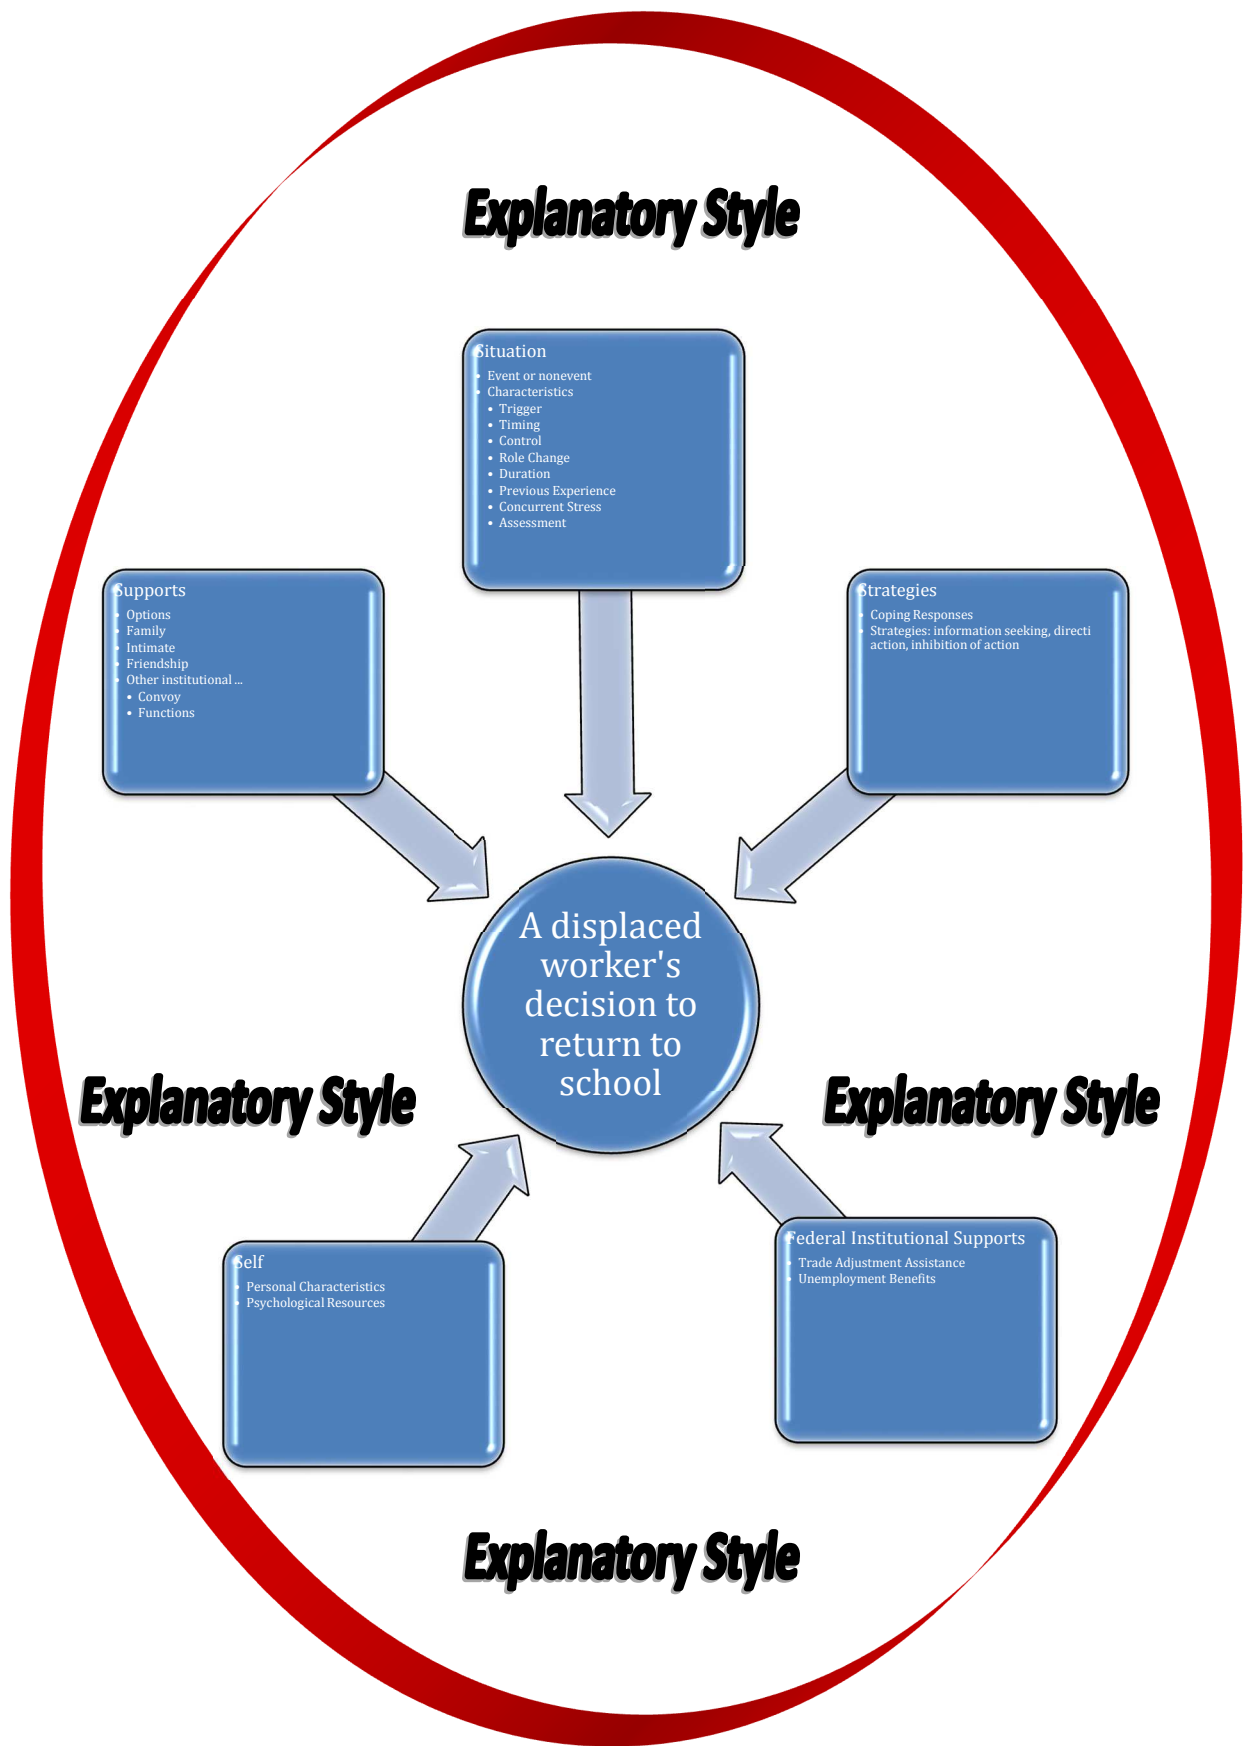 Explanatory Style
Situation
• Event or nonevent
• Characteristics
• Trigger
• Timing
• Control
• Role Change
• Duration
• Previous Experience
• Concurrent Stress
• Assessment
Supports
• Options
• Family
• Intimate
• Friendship
• Other institutional ...
• Convoy
• Functions
Strategies
• Coping Responses
• Strategies: information seeking, directi
action, inhibition of action
A displaced
worker's
decision to
return to
school
Explanatory Style
Explanatory Style
Self
• Personal Characteristics
• Psychological Resources
Federal Institutional Supports
• Trade Adjustment Assistance
• Unemployment Benefits
Explanatory Style